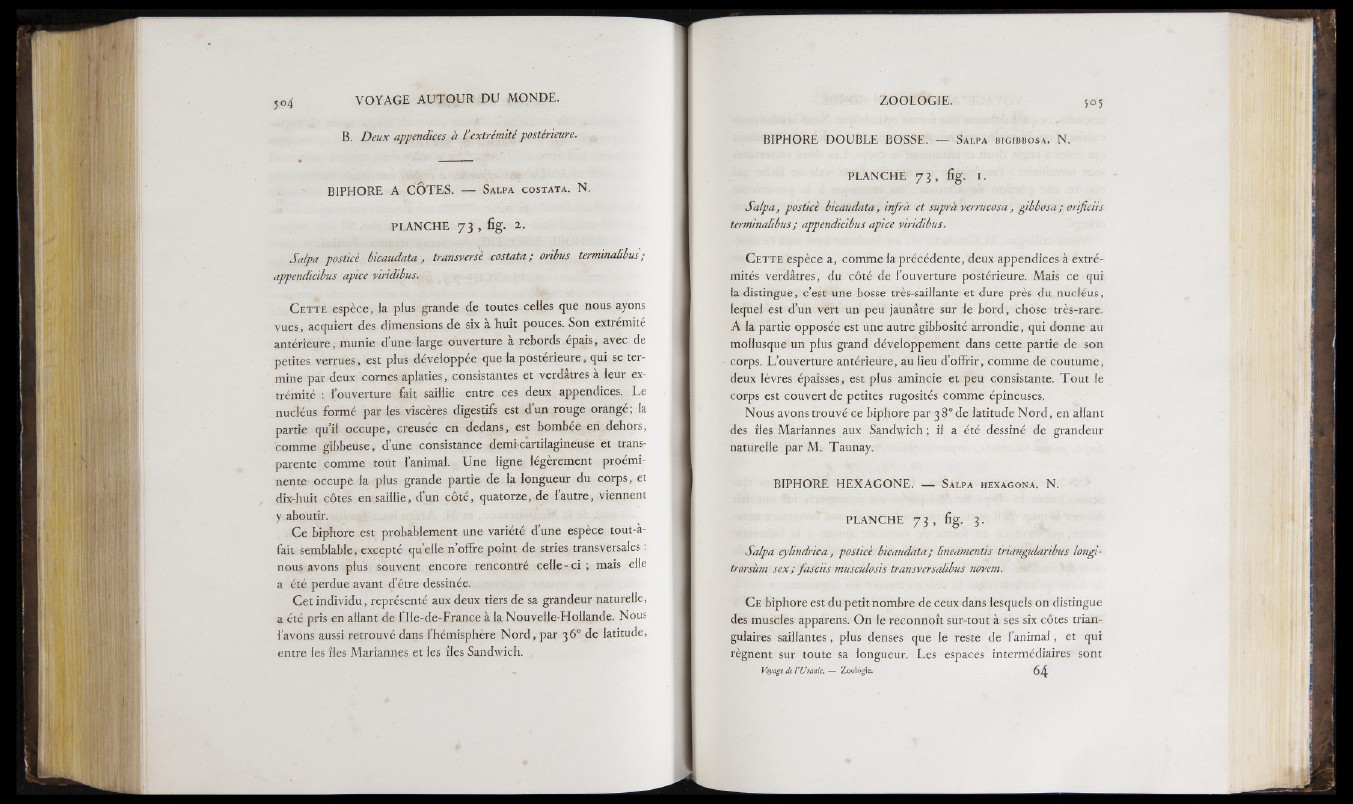 504 VOYAGE AUTOUR DU MONDE.
B. Deux appendices à l'extrémité postérieure.
BIPHORE A CÔTES. — SALPA COSTATA. N.
PLANCHE 73, fig. 2.
Salpa posticè bicaudata, transversè costata; oribus terminalibus;
appendicibus apice viridibus.
CETTE espèce, la plus grande de toutes celles que nous ayons
vues, acquiert des dimensions de six à huit pouces. Son extrémité
antérieure, munie d'une large ouverture à rebords épais, avec de
petites verrues, est plus développée que la postérieure, qui se ter-
mine par deux cornes aplaties, consistantes et verdâtres à leur ex-
trémité : l'ouverture fait saillie entre ces deux appendices. Le
nucléus formé par les viscères digestifs est d'un rouge orangé; la
partie qu'il occupe, creusée en dedans, est bombée en dehors,
comme gibbeuse, d'une consistance demi-cartilagineuse et trans-
parente comme tout l'animal. Une ligne légèrement proémi-
nente occupe la plus grande partie de la longueur du corps, et
dix-huit côtes en saillie, d'un côté, quatorze, de l'autre, viennent
y aboutir.
Ce biphore est probablement une variété d'une espèce tout-à-
fait semblable, excepté qu'elle n'offre point de stries transversales :
nous avons plus souvent encore rencontré celle-ci; mais elle
a été perdue avant d'être dessinée.
Cet individu, représenté aux deux tiers de sa grandeur naturelle,
a été pris en allant de l'Ile-de-France à la Nouvelle-Hollande. Nous
l'avons aussi retrouvé dans l'hémisphère Nord, par 36° de latitude,
entre les îles Mariannes et les îles Sandwich.
ZOOLOGIE. 505
BIPHORE DOUBLE BOSSE. — SALPA BIGIBBOSA. N.
PLANCHE 73, fig. 1.
Salpa, posticè bicaudata, infrà et suprà verrucosa, gibbosa; orificiis
terminalibus; appendicibus apice viridibus.
CETTE espèce a, comme la précédente, deux appendices à extré-
mités verdâtres, du côté de l'ouverture postérieure. Mais ce qui
la distingue, c'est une bosse très-saillante et dure près du nucléus,
lequel est d'un vert un peu jaunâtre sur le bord, chose très-rare.
A la partie opposée est une autre gibbosité arrondie, qui donne au
mollusque un plus grand développement dans cette partie de son
corps. L'ouverture antérieure, au lieu d'offrir, comme de coutume,
deux lèvres épaisses, est plus amincie et peu consistante. Tout le
corps est couvert de petites rugosités comme épineuses.
Nous avons trouvé ce biphore par 38° de latitude Nord, en allant
des îles Mariannes aux Sandwich; il a été dessiné de grandeur
naturelle par M. Taunay.
BIPHORE HEXAGONE. — SALPA HEXAGONA. N.
PLANCHE 73, fig. 3.
Salpa cylindrica, posticè bicaudata; lineamentis triangularibus longi-
trorsùm sex; fasciis musculosis transversalibus novem.
CE biphore est du petit nombre de ceux dans lesquels on distingue
des muscles apparens. On le reconnoît sur-tout à ses six côtes trian-
gulaires saillantes, plus denses que le reste de l'animal, et qui
règnent sur toute sa longueur. Les espaces intermédiaires sont
Voyage de l'Uranie. — Zoologie. 64